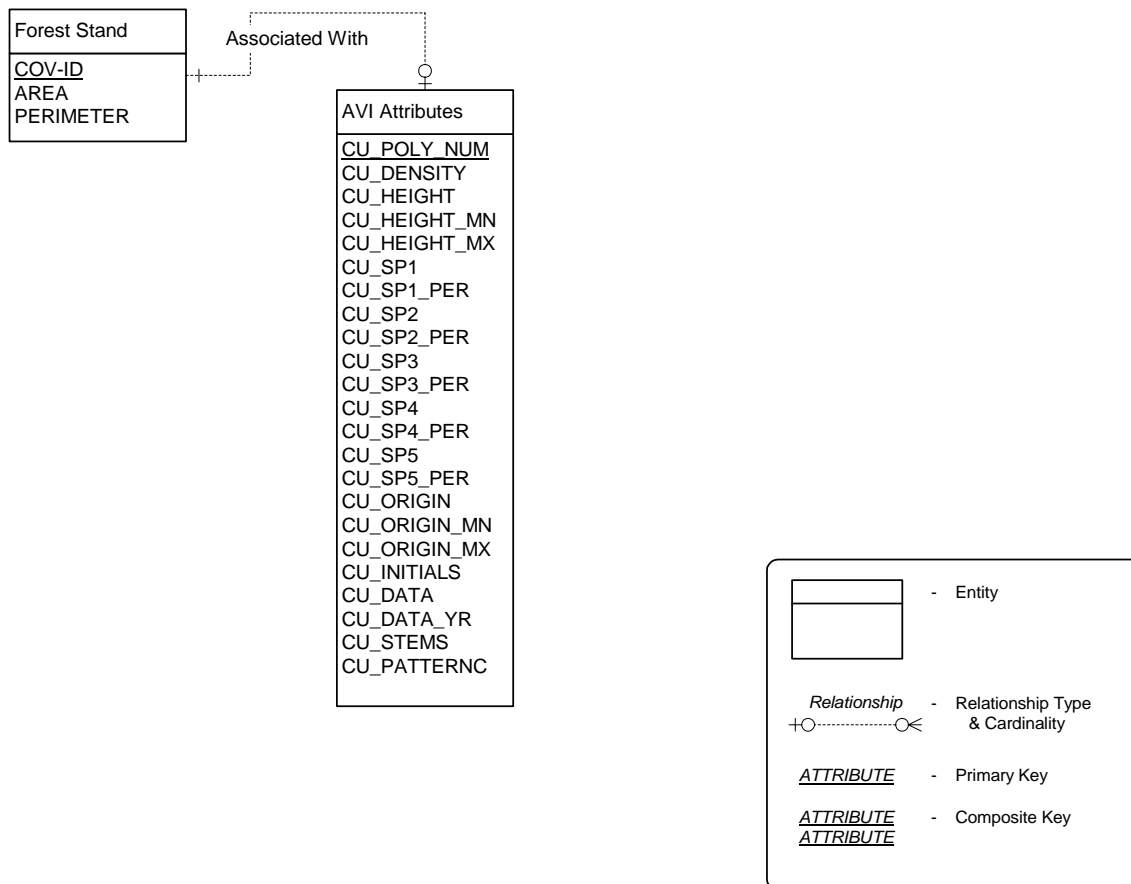 Forest Stand
COV-ID
AREA
PERIMETER
Associated With
AVI Attributes
CU_POLY_NUM
CU_DENSITY
CU_HEIGHT
CU_HEIGHT_MN
CU_HEIGHT_MX
CU_SP1
CU_SP1_PER
CU_SP2
CU_SP2_PER
CU_SP3
CU_SP3_PER
CU_SP4
CU_SP4_PER
CU_SP5
CU_SP5_PER
CU_ORIGIN
CU_ORIGIN_MN
CU_ORIGIN_MX
CU_INITIALS
CU_DATA
CU_DATA_YR
CU_STEMS
CU_PATTERNC
- Entity
Relationship - Relationship Type
& Cardinality
ATTRIBUTE - Primary Key
ATTRIBUTE - Composite Key
ATTRIBUTE